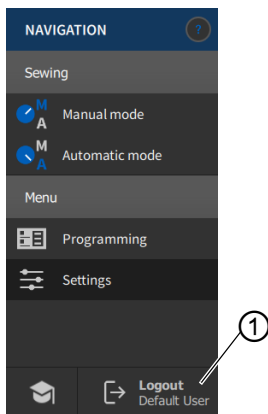 NAVIGATION ?
Sewing
M
A
Manual mode
M
A
Automatic mode
Menu
Programming
Settings
Logout
Default User
1